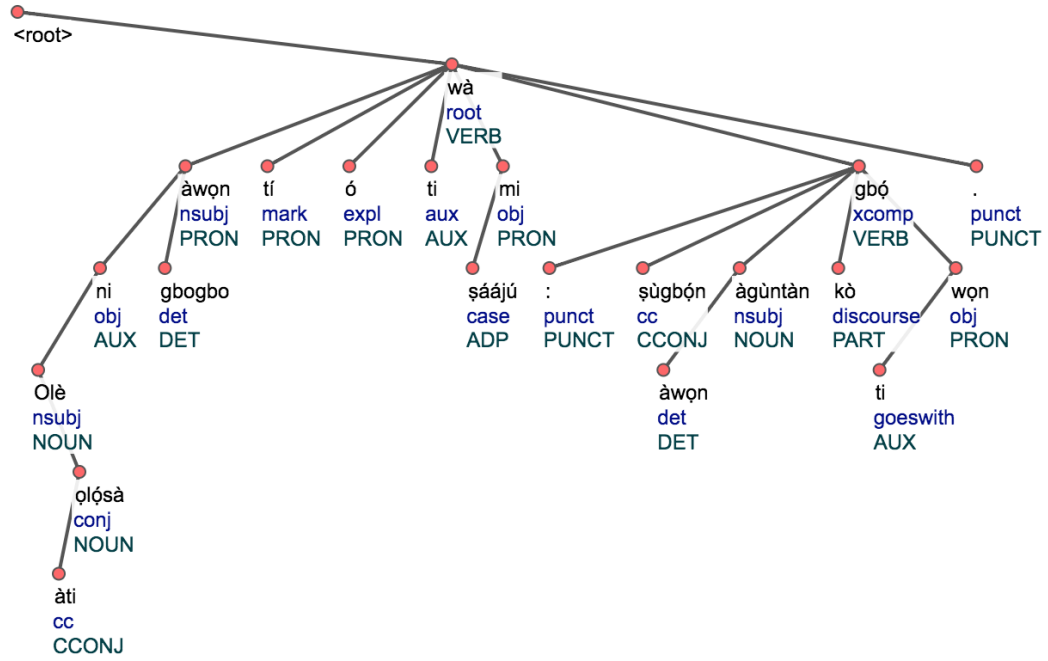 <root>
wà
root
VERB
àwọn
nsubj
PRON
tí
mark
PRON
ó
expl
PRON
ti
aux
AUX
mi
obj
PRON
gbọ́
xcomp
VERB
.
punct
PUNCT
ni
obj
AUX
gbogbo
det
DET
ṣáájú
case
ADP
:
punct
PUNCT
ṣùgbọ́n
cc
CCONJ
àgùntàn
nsubj
NOUN
kò
discourse
PART
wọn
obj
PRON
Olè
nsubj
NOUN
àwọn
det
DET
ti
goeswith
AUX
ọlọ́sà
conj
NOUN
àti
cc
CCONJ